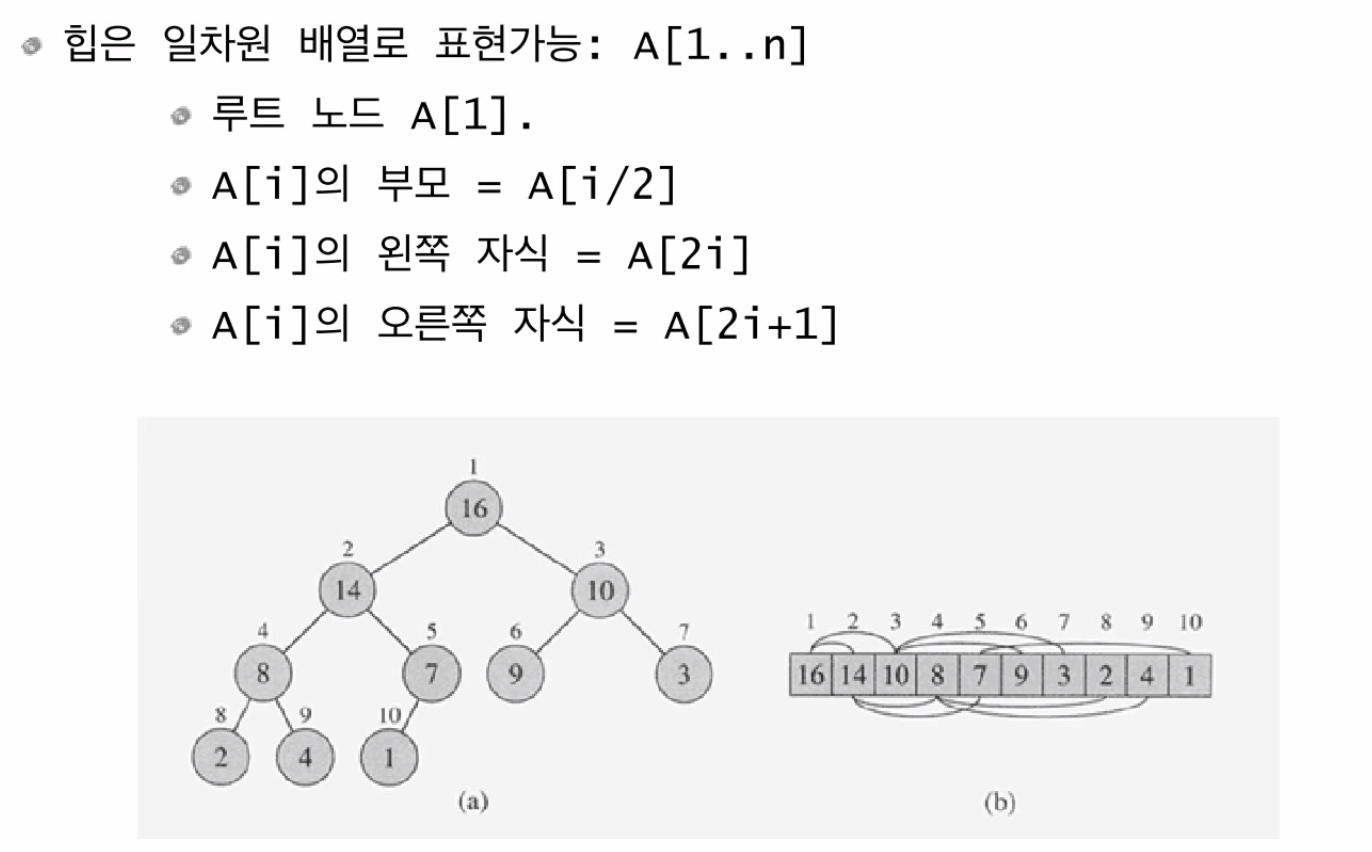 힙은 일차원 배열로 표현가능: A[1..n]
루트 노드 A[1].
A[i]의 부모 = A[i/2]
A[i]의 왼쪽 자식 = A[2i]
A[i]의 오른쪽 자식 = A[2i+1]
1
16
2 3
14 10
4 5 6 7
8 7 9 3
8 9 10
2 4 1
(a)
1 2 3 4 5 6 7 8 9 10
16 14 10 8 7 9 3 2 4 1
(b)